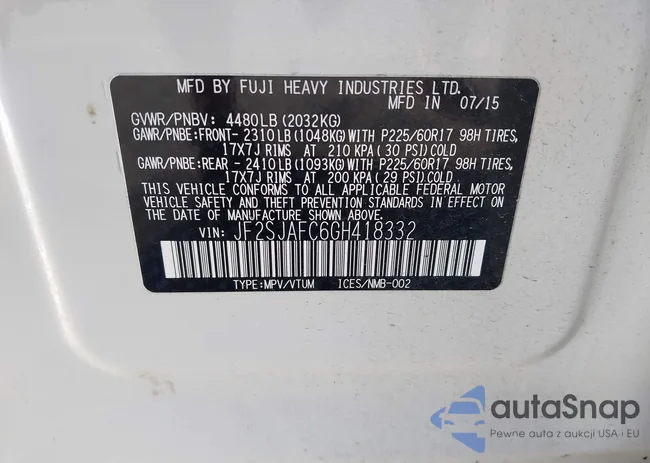 MFD BY FUJI HEAVY INDUSTRIES LTD.
MFD IN 07/15
GVWR/PNBV: 4480LB (2032KG)
GAWR/PNBE:FRONT- 2310LB (1048KG) WITH P225/60R17 98H TIRES,
17X7J RIMS AT 210 KPA ( 30 PSI) COLD
GAWR/PNBE:REAR - 2410LB (1093KG) WITH P225/60R17 98H TIRES,
17X7J RIMS AT 200 KPA ( 29 PSI) COLD
THIS VEHICLE CONFORMS TO ALL APPLICABLE FEDERAL MOTOR
VEHICLE SAFETY AND THEFT PREVENTION STANDARDS IN EFFECT
ON THE DATE OF MANUFACTURE SHOWN ABOVE.
VIN: JF2SJAFC6GH418332
TYPE:MPV/VTUM ICES/NMB-002
autaSnap
Pewne auta z aukcji USA i EU